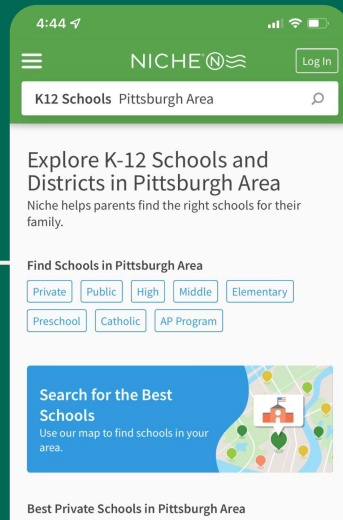 4:44
NICHE
Log In
K12 Schools Pittsburgh Area
Explore K-12 Schools and
Districts in Pittsburgh Area
Niche helps parents find the right schools for their
family.
Find Schools in Pittsburgh Area
Private Public High Middle Elementary
Preschool Catholic AP Program
Search for the Best
Schools
Use our map to find schools in your
area.
Best Private Schools in Pittsburgh Area